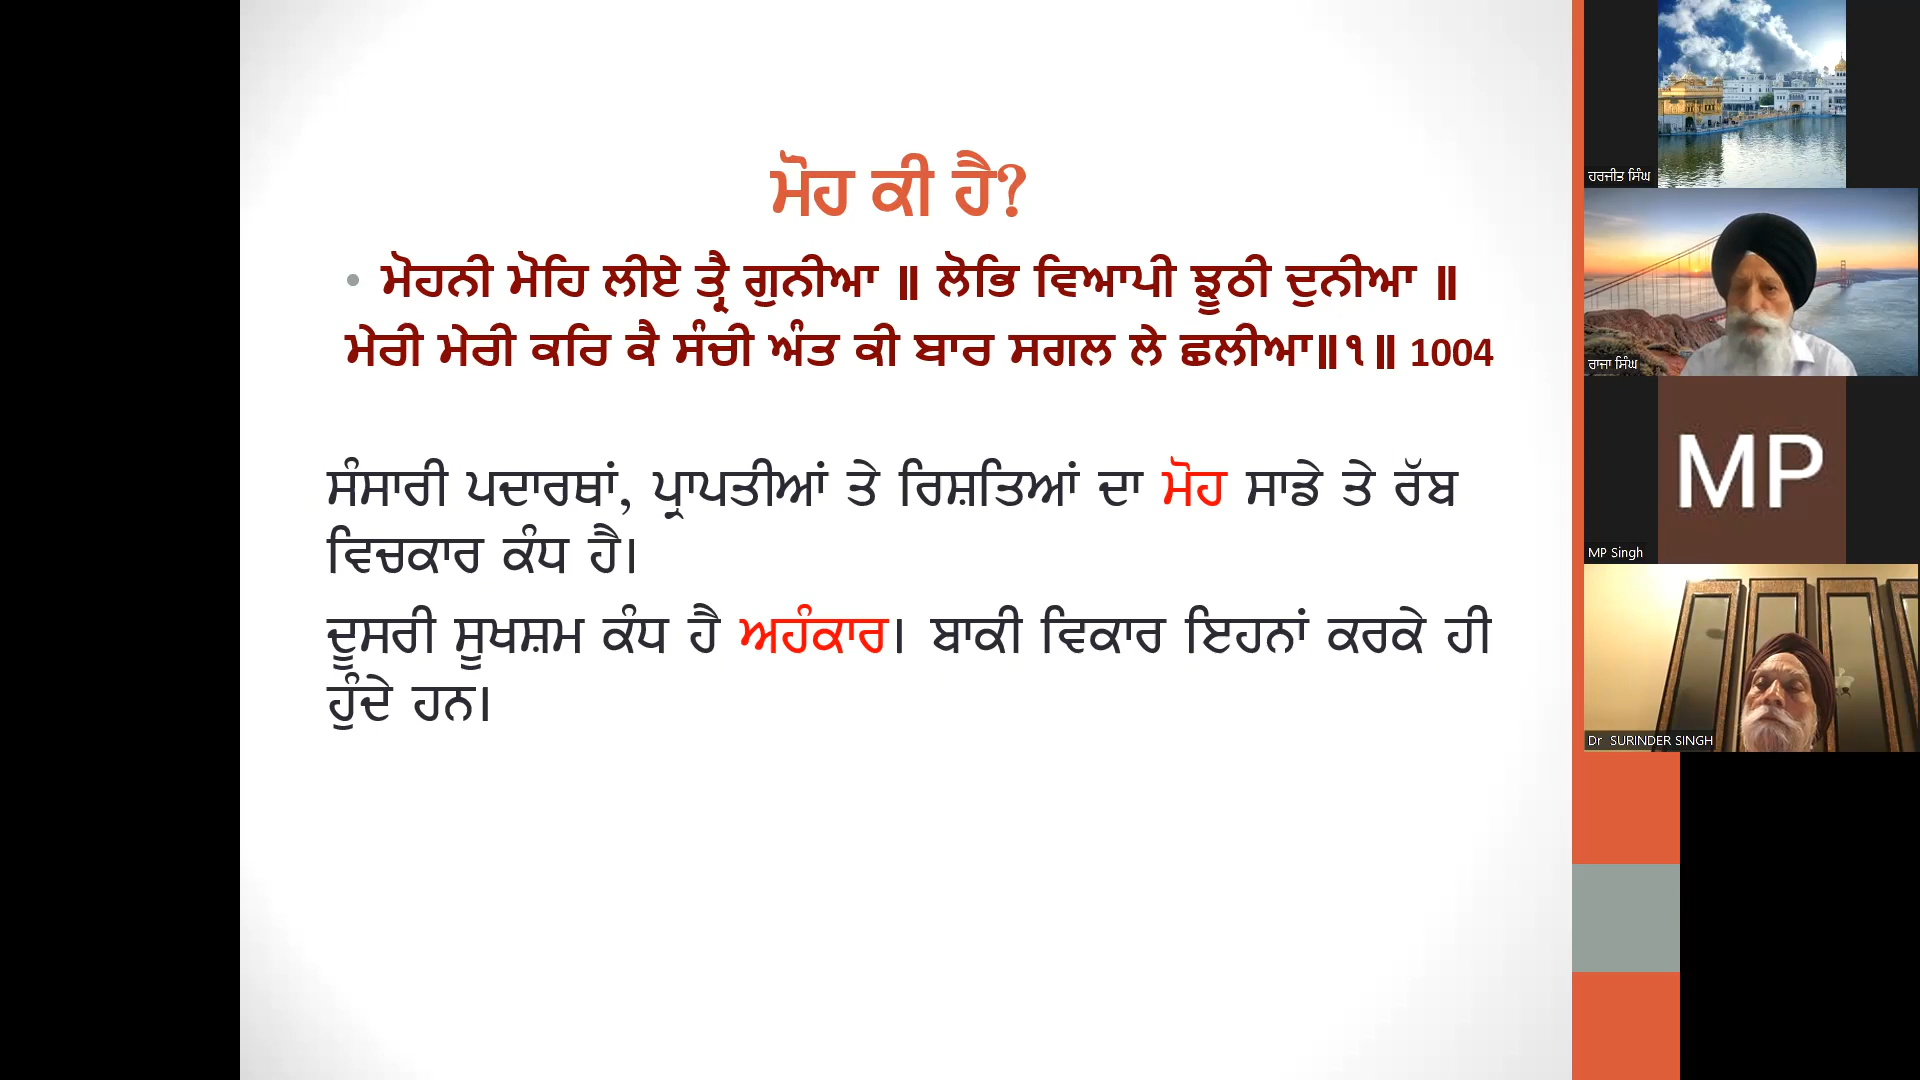 ਮੋਹ ਕੀ ਹੈ?
• ਮੋਹਨੀ ਮੋਹਿ ਲੀਏ ਤ੍ਰੈ ਗੁਨੀਆ ॥ ਲੋਭਿ ਵਿਆਪੀ ਝੂਠੀ ਦੁਨੀਆ ॥
ਮੇਰੀ ਮੇਰੀ ਕਰਿ ਕੈ ਸੰਚੀ ਅੰਤ ਕੀ ਬਾਰ ਸਗਲ ਲੇ ਛਲੀਆ॥੧॥ 1004
ਸੰਸਾਰੀ ਪਦਾਰਥਾਂ, ਪ੍ਰਾਪਤੀਆਂ ਤੇ ਰਿਸ਼ਤਿਆਂ ਦਾ ਮੋਹ ਸਾਡੇ ਤੇ ਰੱਬ
ਵਿਚਕਾਰ ਕੰਧ ਹੈ।
ਦੂਸਰੀ ਸੂਖਸ਼ਮ ਕੰਧ ਹੈ ਅਹੰਕਾਰ। ਬਾਕੀ ਵਿਕਾਰ ਇਹਨਾਂ ਕਰਕੇ ਹੀ
ਹੁੰਦੇ ਹਨ।
ਹਰਜੀਤ ਸਿੰਘ
ਰਾਜਾ ਸਿੰਘ
MP
MP Singh
Dr SURINDER SINGH